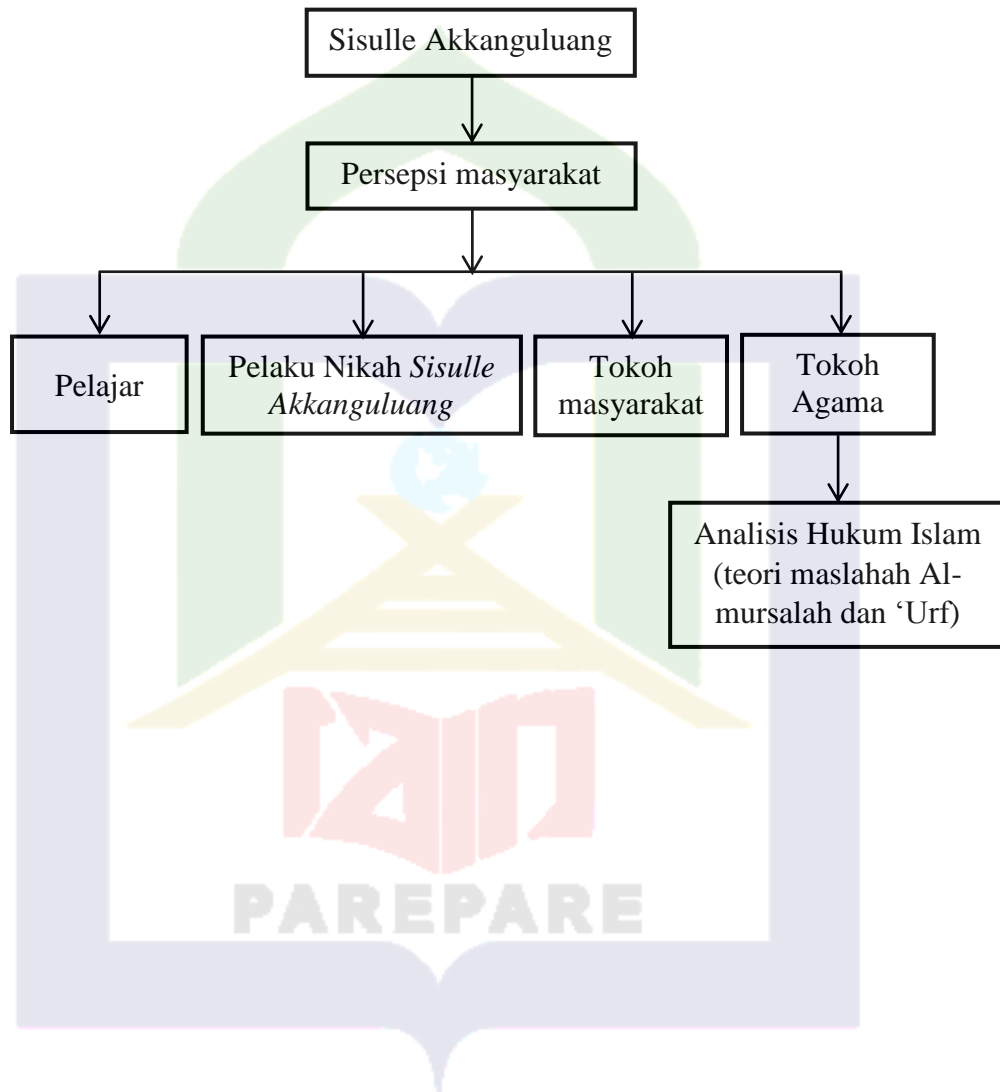 Sisulle Akkanguluang
Persepsi masyarakat
Pelajar
Pelaku Nikah Sisulle
Akkanguluang
Tokoh
masyarakat
Tokoh
Agama
Analisis Hukum Islam
(teori maslahah Al-
mursalah dan ‘Urf)
iain
PAREPARE